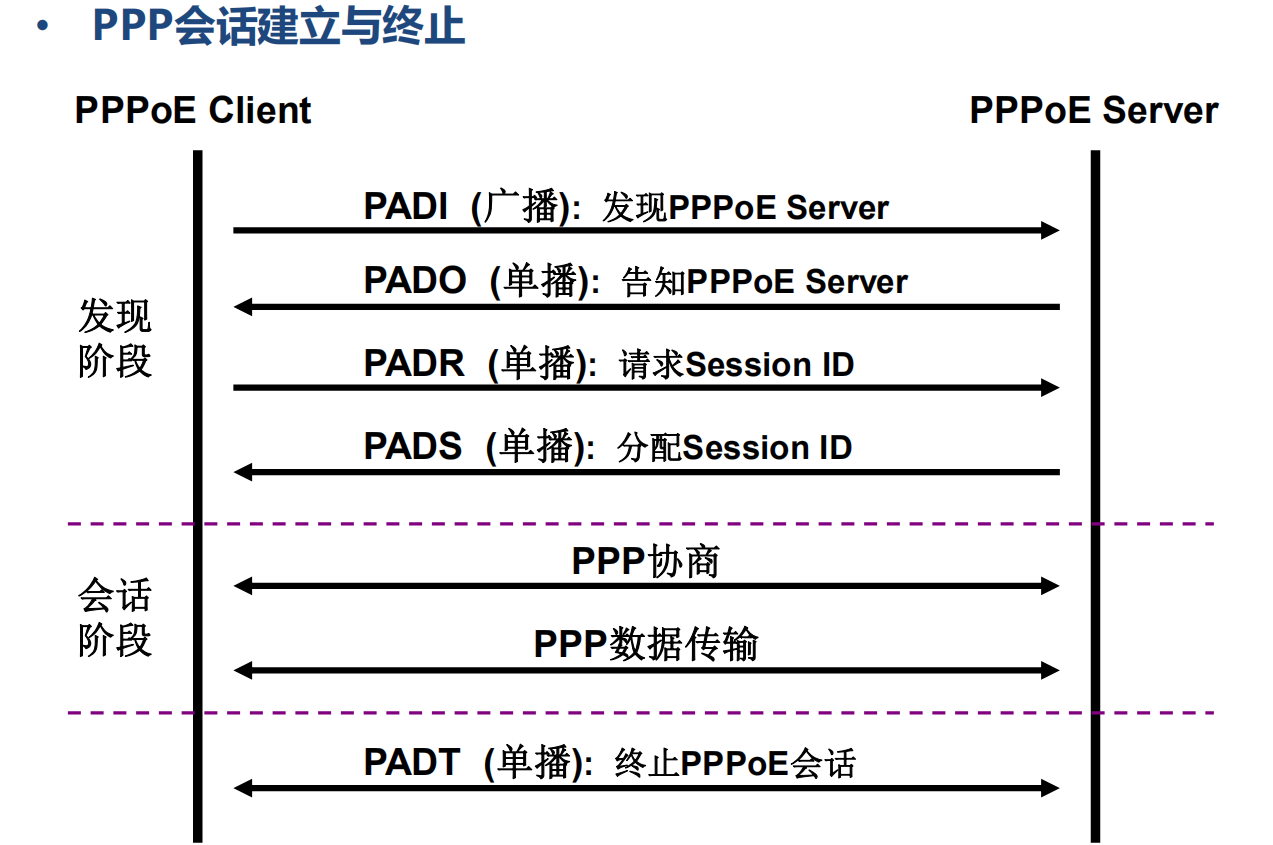 • PPP会话建立与终止
PPPoE Client
PPPoE Server
PADI (广播): 发现PPPoE Server
PADO (单播): 告知PPPoE Server
发现
阶段
PADR (单播): 请求Session ID
PADS (单播): 分配Session ID
PPP协商
会话
阶段
PPP数据传输
PADT (单播): 终止PPPoE会话